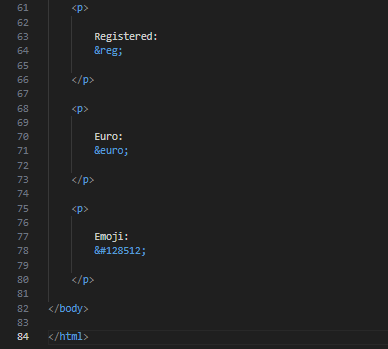 61 <p>
62
63 Registered:
64 &reg;
65
66 </p>
67
68 <p>
69
70 Euro:
71 &euro;
72
73 </p>
74
75 <p>
76
77 Emoji:
78 &#128512;
79
80 </p>
81
82 </body>
83
84 </html>